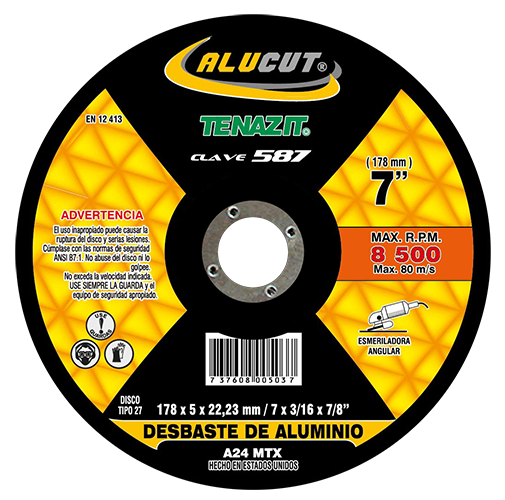 ALUCUT®
TENAZIT
CLAVE 587
EN 12 413
(178 mm)
7”
ADVERTENCIA
El uso inapropiado puede causar la
ruptura del disco y serias lesiones.
Cúmplase con las normas de seguridad
ANSI B7.1. No abuse del disco ni lo
golpee.
No exceda la velocidad indicada.
USE SIEMPRE LA GUARDA y el
equipo de seguridad apropiado.
MAX. R.P.M.
8 500
Max. 80 m/s
USE
CUBIERTAS
ESMERILADORA
ANGULAR
7 37608 00503 7
DISCO
TIPO 27
178 x 5 x 22,23 mm / 7 x 3/16 x 7/8”
DESBASTE DE ALUMINIO
A24 MTX
HECHO EN ESTADOS UNIDOS